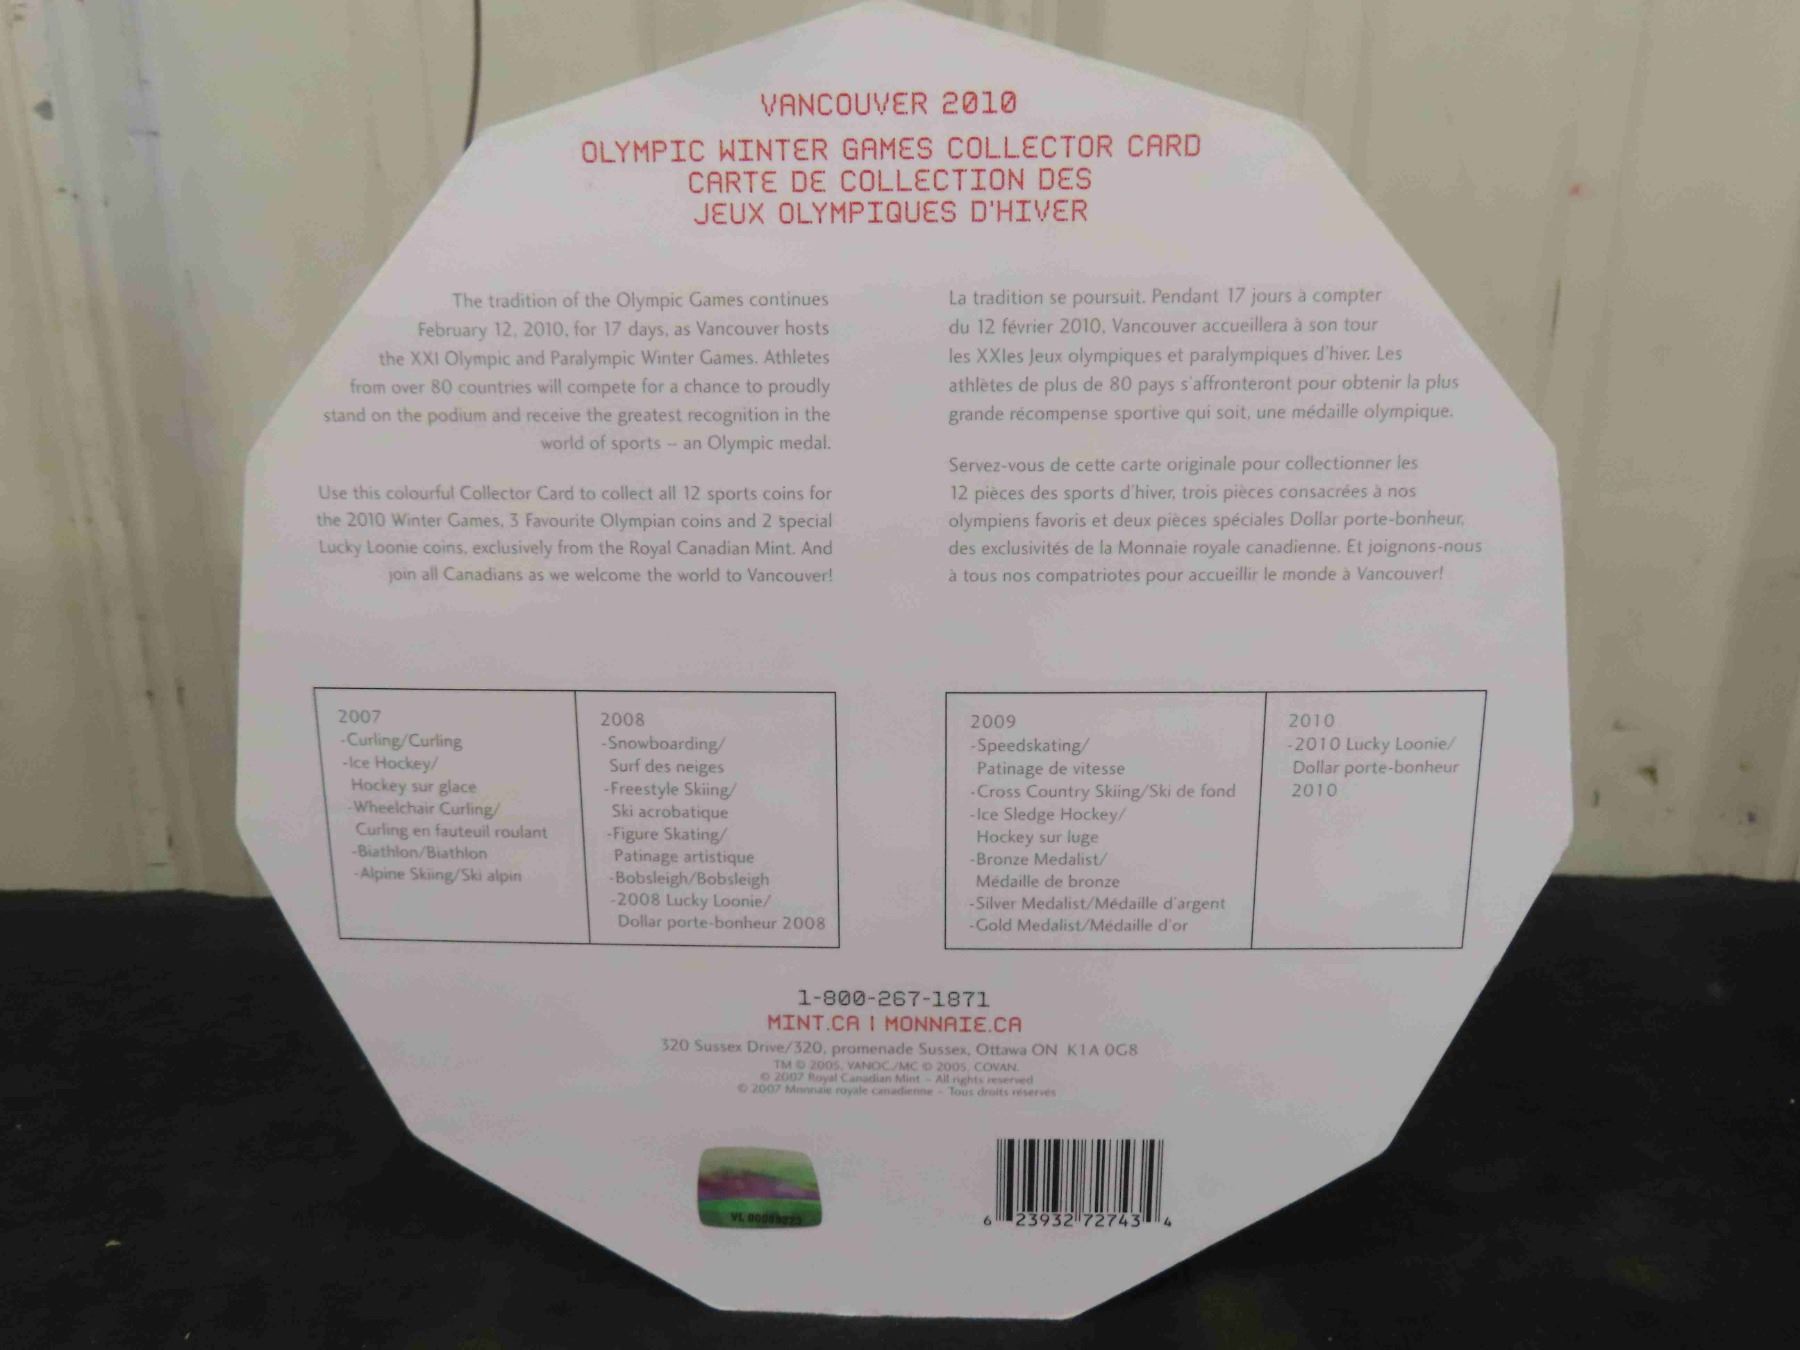 VANCOUVER 2010
OLYMPIC WINTER GAMES COLLECTOR CARD
CARTE DE COLLECTION DES
JEUX OLYMPIQUES D'HIVER
The tradition of the Olympic Games continues
February 12, 2010, for 17 days, as Vancouver hosts
the XXI Olympic and Paralympic Winter Games. Athletes
from over 80 countries will compete for a chance to proudly
stand on the podium and receive the greatest recognition in the
world of sports – an Olympic medal.
Use this colourful Collector Card to collect all 12 sports coins for
the 2010 Winter Games, 3 Favourite Olympian coins and 2 special
Lucky Loonie coins, exclusively from the Royal Canadian Mint. And
join all Canadians as we welcome the world to Vancouver!
La tradition se poursuit. Pendant 17 jours à compter
du 12 février 2010, Vancouver accueillera à son tour
les XXIes Jeux olympiques et paralympiques d'hiver. Les
athlètes de plus de 80 pays s'affronteront pour obtenir la plus
grande récompense sportive qui soit, une médaille olympique.
Servez-vous de cette carte originale pour collectionner les
12 pièces des sports d'hiver, trois pièces consacrées à nos
olympiens favoris et deux pièces spéciales Dollar porte-bonheur,
des exclusivités de la Monnaie royale canadienne. Et joignons-nous
à tous nos compatriotes pour accueillir le monde à Vancouver!
2007
-Curling/Curling
-Ice Hockey/
Hockey sur glace
-Wheelchair Curling/
Curling en fauteuil roulant
-Biathlon/Biathlon
-Alpine Skiing/Ski alpin
2008
-Snowboarding/
Surf des neiges
-Freestyle Skiing/
Ski acrobatique
-Figure Skating/
Patinage artistique
-Bobsleigh/Bobsleigh
-2008 Lucky Loonie/
Dollar porte-bonheur 2008
2009
-Speedskating/
Patinage de vitesse
-Cross Country Skiing/Ski de fond
-Ice Sledge Hockey/
Hockey sur luge
-Bronze Medalist/
Médaille de bronze
-Silver Medalist/Médaille d'argent
-Gold Medalist/Médaille d'or
2010
-2010 Lucky Loonie/
Dollar porte-bonheur
2010
1-800-267-1871
MINT.CA | MONNAIE.CA
320 Sussex Drive/320, promenade Sussex, Ottawa ON K1A 0G8
TM © 2005, VANOC./MC © 2005, COVAN.
© 2007 Royal Canadian Mint – All rights reserved
© 2007 Monnaie royale canadienne – Tous droits réservés
VL
6 23932 72743 4